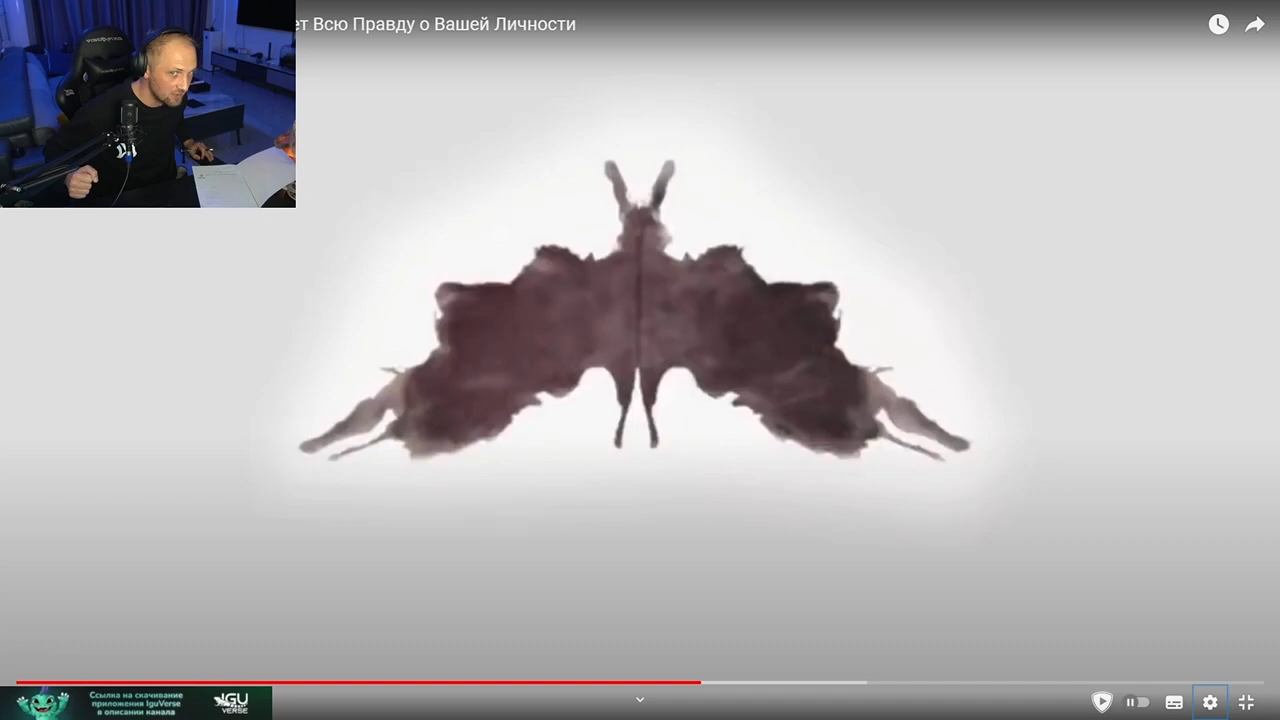 ет Всю Правду о Вашей Личности
Ссылка на скачивание
приложения IguVerse
в описании канала
IGU
VERSE